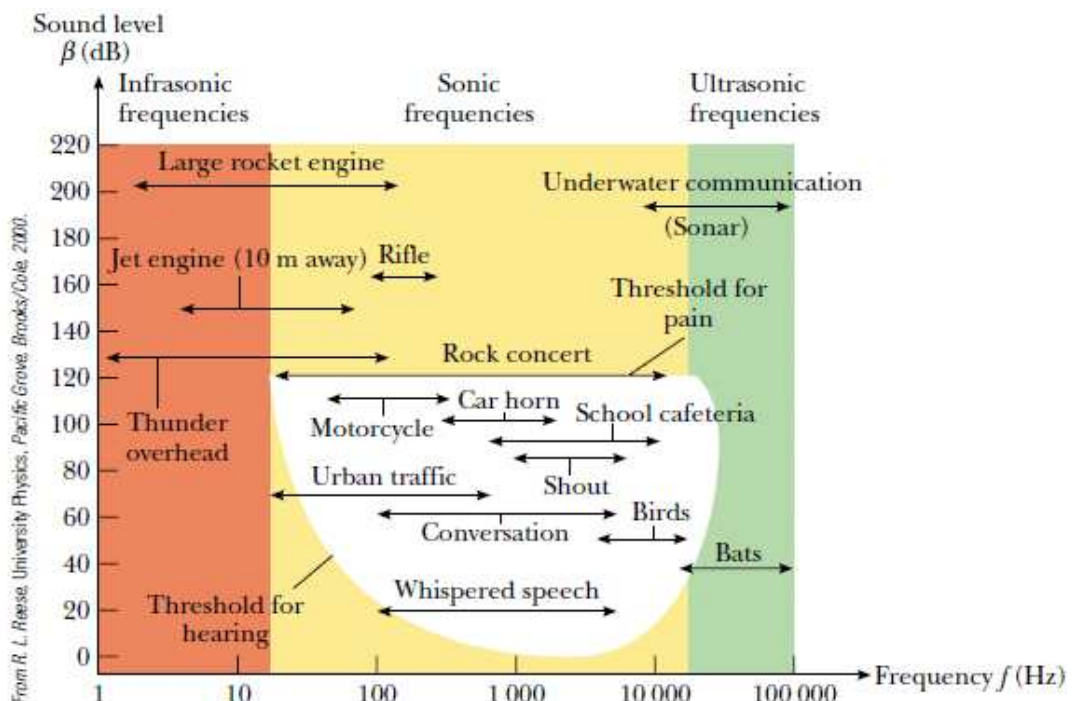 Sound level
β (dB)
Infrasonic
frequencies
Sonic
frequencies
Ultrasonic
frequencies
220
200
180
160
140
120
100
80
60
40
20
0
Large rocket engine
Underwater communication
(Sonar)
Jet engine (10 m away)
Rifle
Threshold for
pain
Rock concert
Thunder
overhead
Motorcycle
Car horn
School cafeteria
Shout
Urban traffic
Conversation
Birds
Bats
Whispered speech
Threshold for
hearing
1
10
100
1 000
10 000
100 000
Frequency f (Hz)
From R. L. Reese, University Physics, Pacific Grove, Brooks/Cole, 2000.